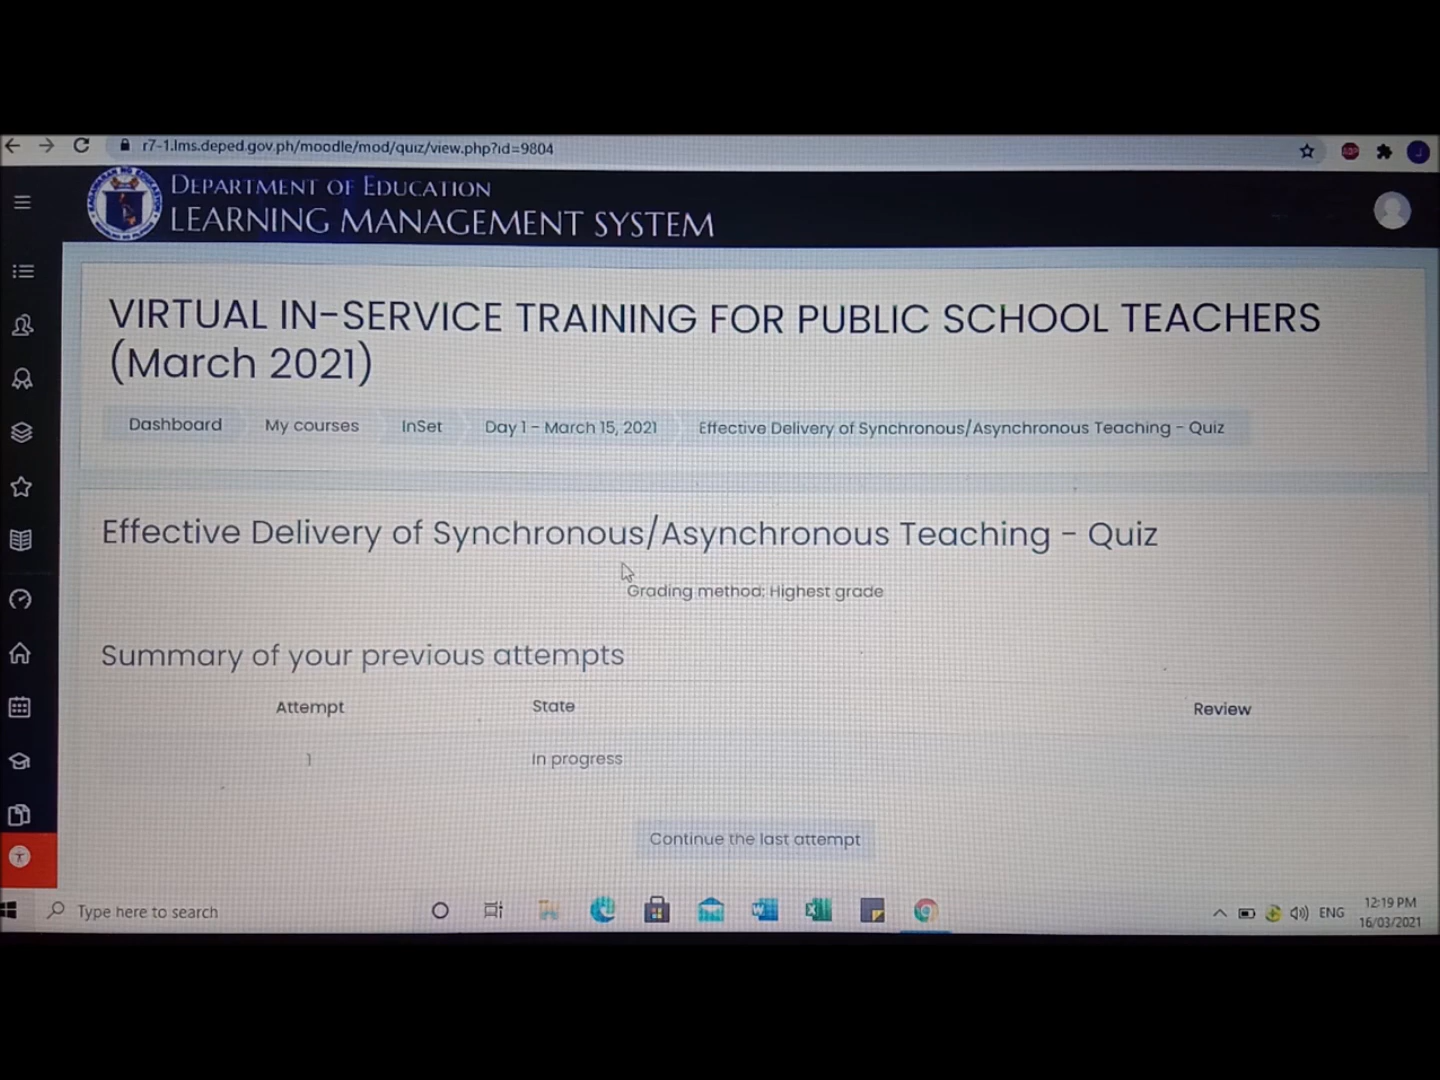 r7-1.lms.deped.gov.ph/moodle/mod/quiz/view.php?id=9804
DEPARTMENT OF EDUCATION
LEARNING MANAGEMENT SYSTEM
VIRTUAL IN-SERVICE TRAINING FOR PUBLIC SCHOOL TEACHERS
(March 2021)
Dashboard My courses InSet Day 1 - March 15, 2021 Effective Delivery of Synchronous/Asynchronous Teaching - Quiz
Effective Delivery of Synchronous/Asynchronous Teaching - Quiz
Grading method: Highest grade
Summary of your previous attempts
Attempt State Review
1 In progress
Continue the last attempt
Type here to search ENG 12:19 PM
16/03/2021